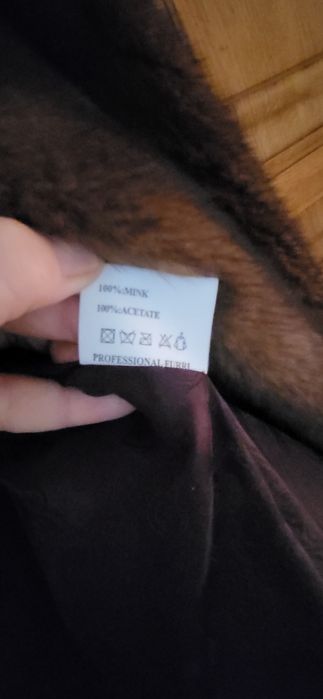 100%:MINK
100%:ACETATE
PROFESSIONAL FURRI